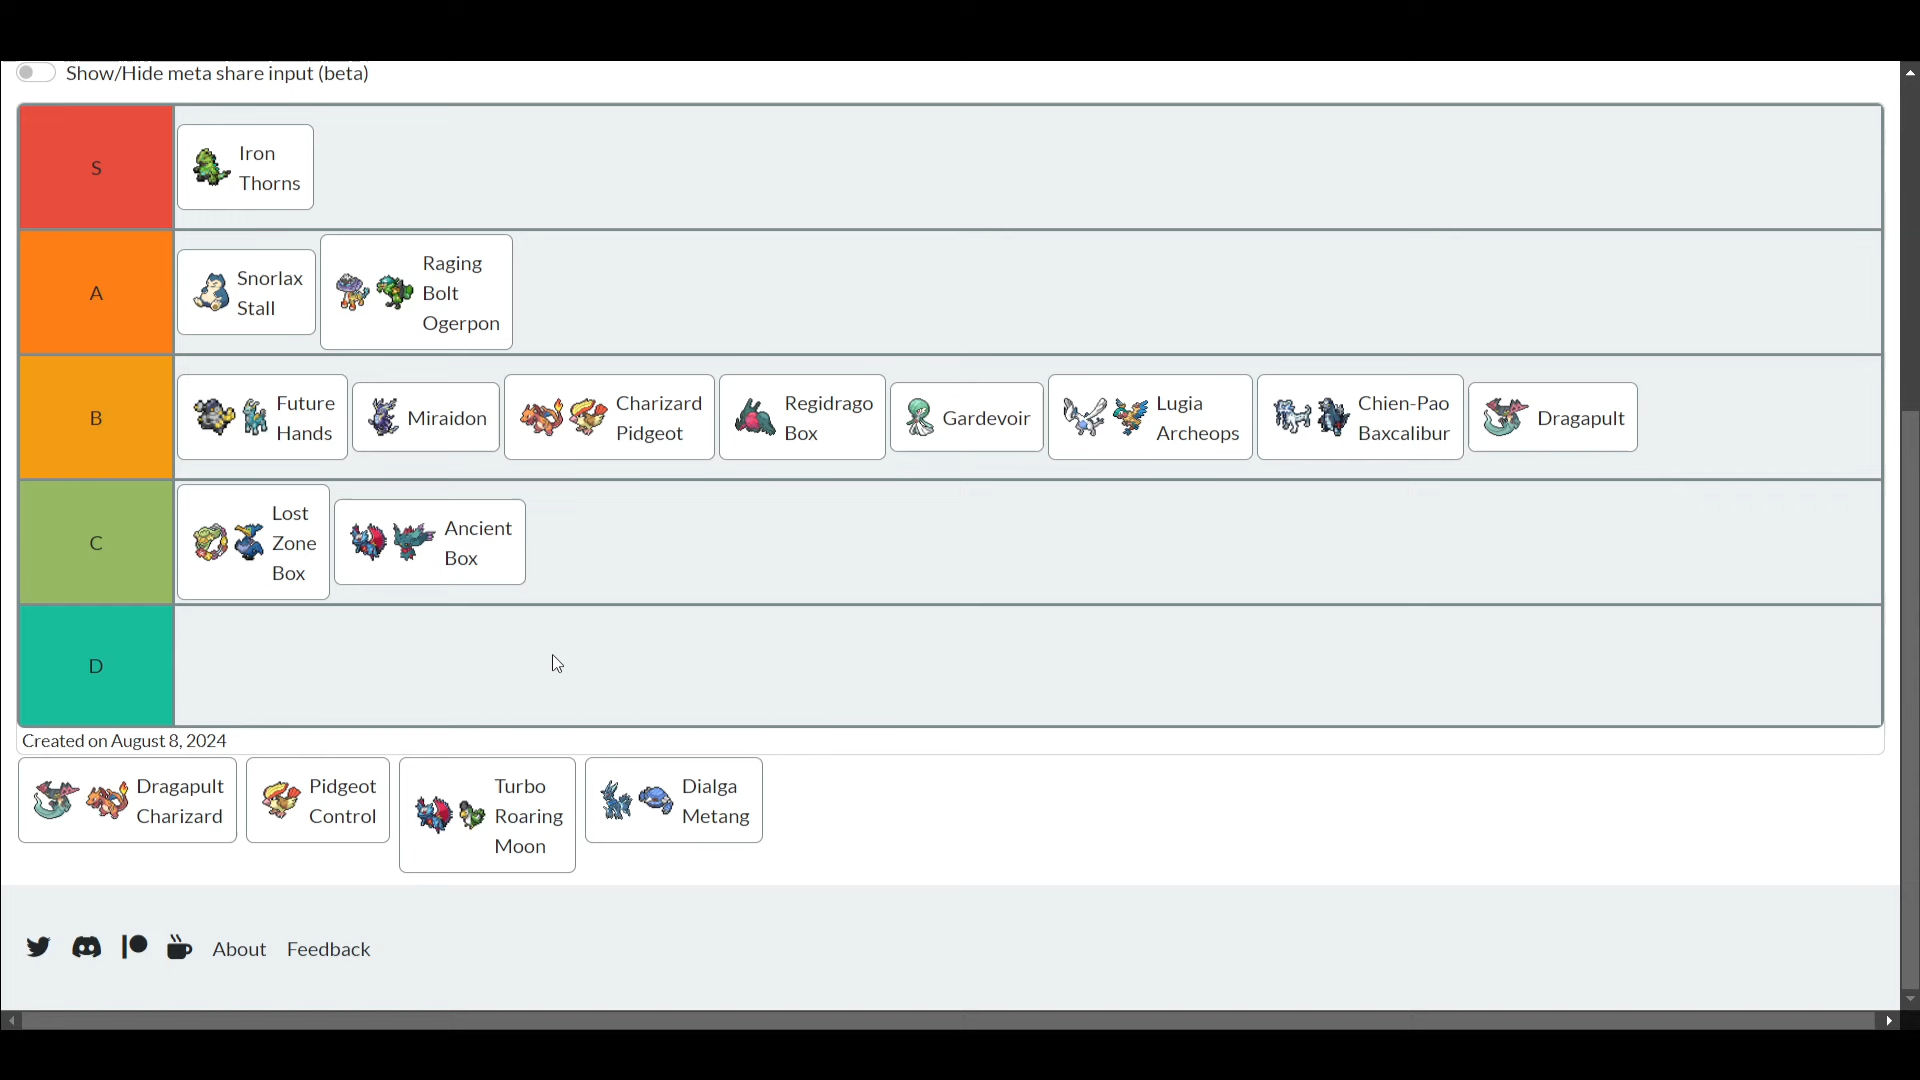 Show/Hide meta share input (beta)
S
Iron
Thorns
A
Snorlax
Stall
Raging
Bolt
Ogerpon
B
Future
Hands
Miraidon
Charizard
Pidgeot
Regidrago
Box
Gardevoir
Lugia
Archeops
Chien-Pao
Baxcalibur
Dragapult
C
Lost
Zone
Box
Ancient
Box
D
Created on August 8, 2024
Dragapult
Charizard
Pidgeot
Control
Turbo
Roaring
Moon
Dialga
Metang
About
Feedback